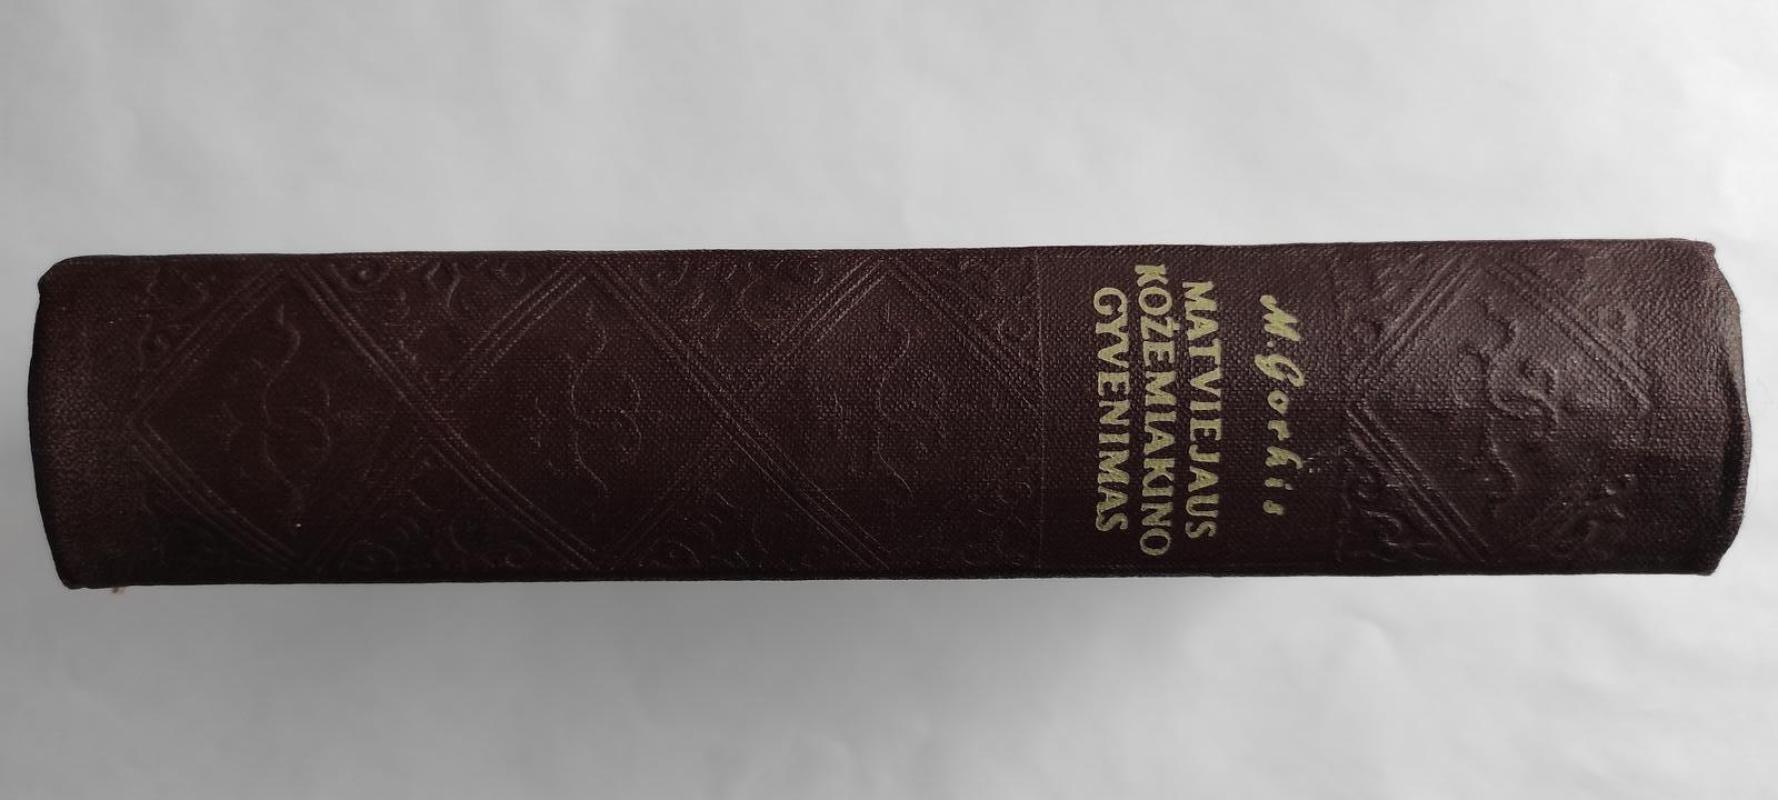 M. Gorkis
MATVIEJAUS
KOŽEMIAKINO
GYVENIMAS